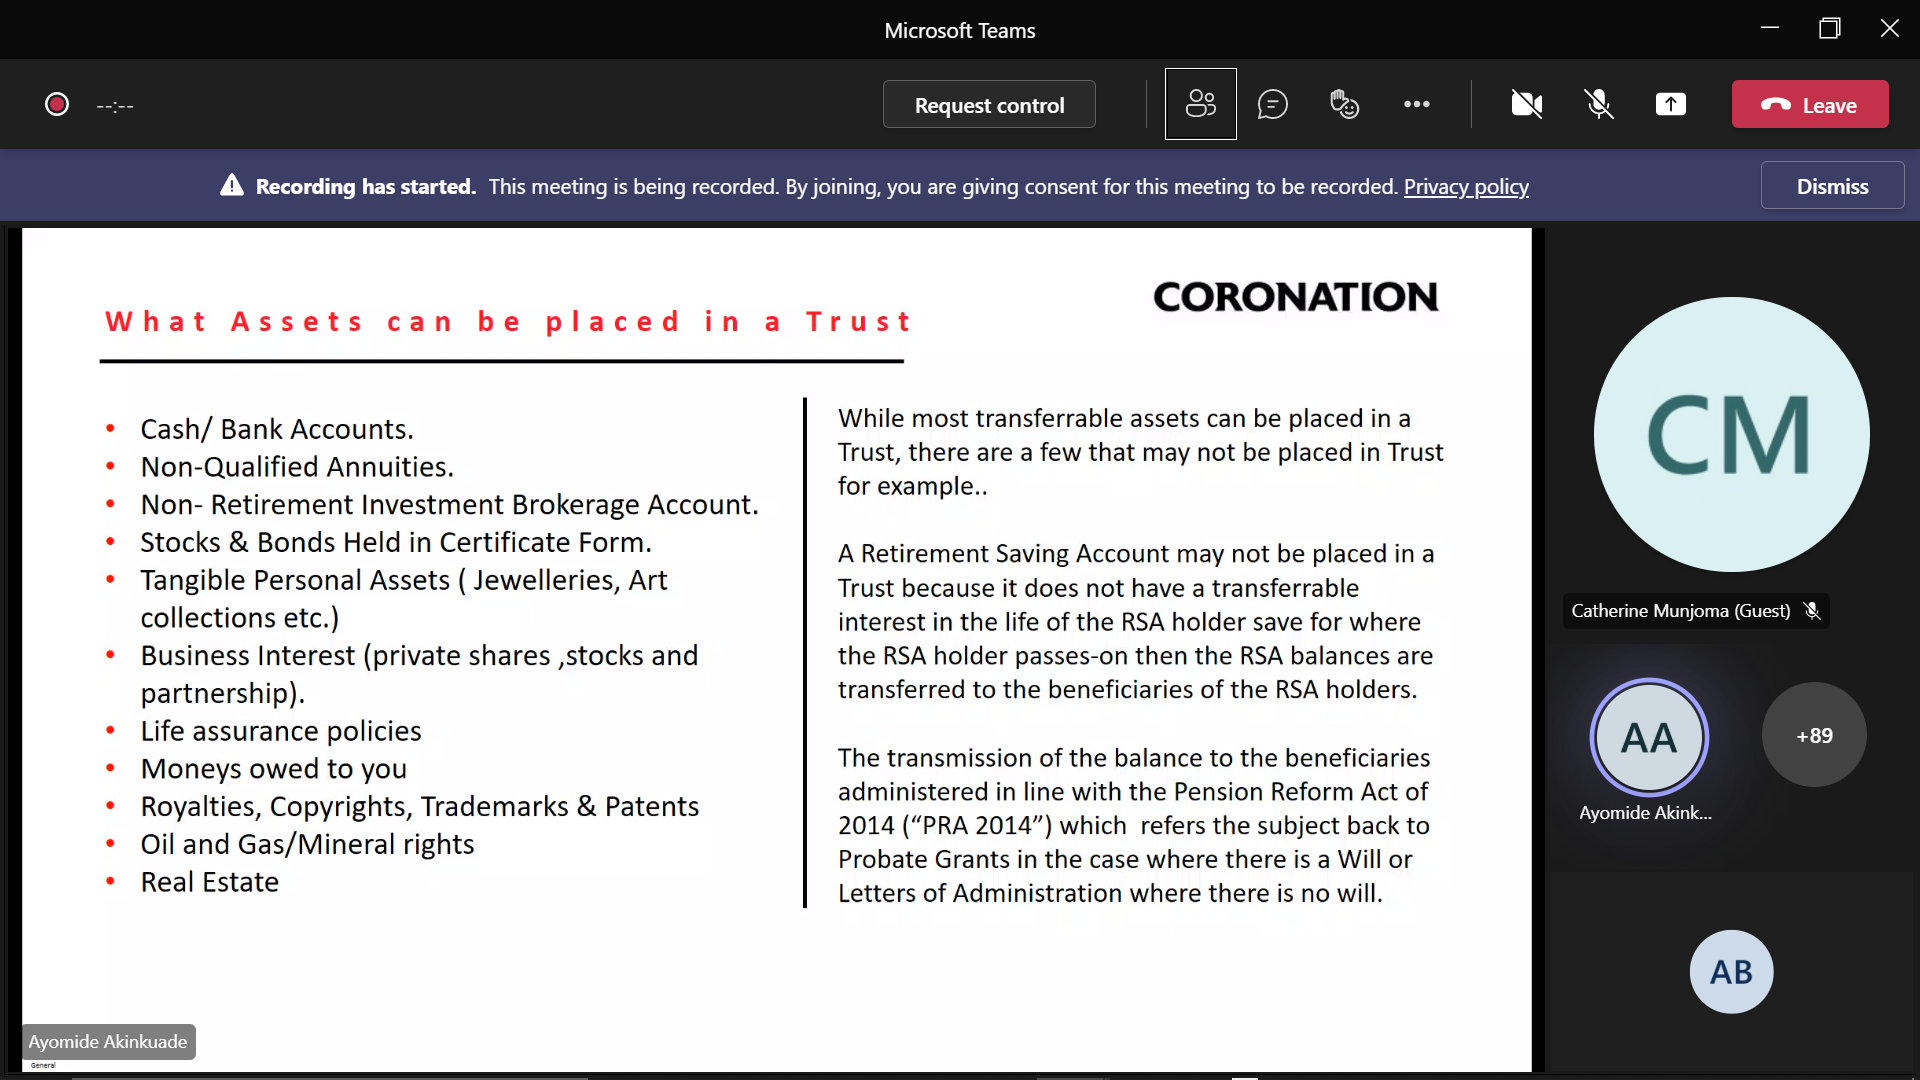 Microsoft Teams
--:--
Request control
Leave
Recording has started. This meeting is being recorded. By joining, you are giving consent for this meeting to be recorded. Privacy policy
Dismiss
CORONATION
What Assets can be placed in a Trust
• Cash/ Bank Accounts.
• Non-Qualified Annuities.
• Non- Retirement Investment Brokerage Account.
• Stocks & Bonds Held in Certificate Form.
• Tangible Personal Assets ( Jewelleries, Art
collections etc.)
• Business Interest (private shares ,stocks and
partnership).
• Life assurance policies
• Moneys owed to you
• Royalties, Copyrights, Trademarks & Patents
• Oil and Gas/Mineral rights
• Real Estate
While most transferrable assets can be placed in a
Trust, there are a few that may not be placed in Trust
for example..
A Retirement Saving Account may not be placed in a
Trust because it does not have a transferrable
interest in the life of the RSA holder save for where
the RSA holder passes-on then the RSA balances are
transferred to the beneficiaries of the RSA holders.
The transmission of the balance to the beneficiaries
administered in line with the Pension Reform Act of
2014 (“PRA 2014”) which  refers the subject back to
Probate Grants in the case where there is a Will or
Letters of Administration where there is no will.
Ayomide Akinkuade
General
CM
Catherine Munjoma (Guest)
AA
+89
Ayomide Akink...
AB